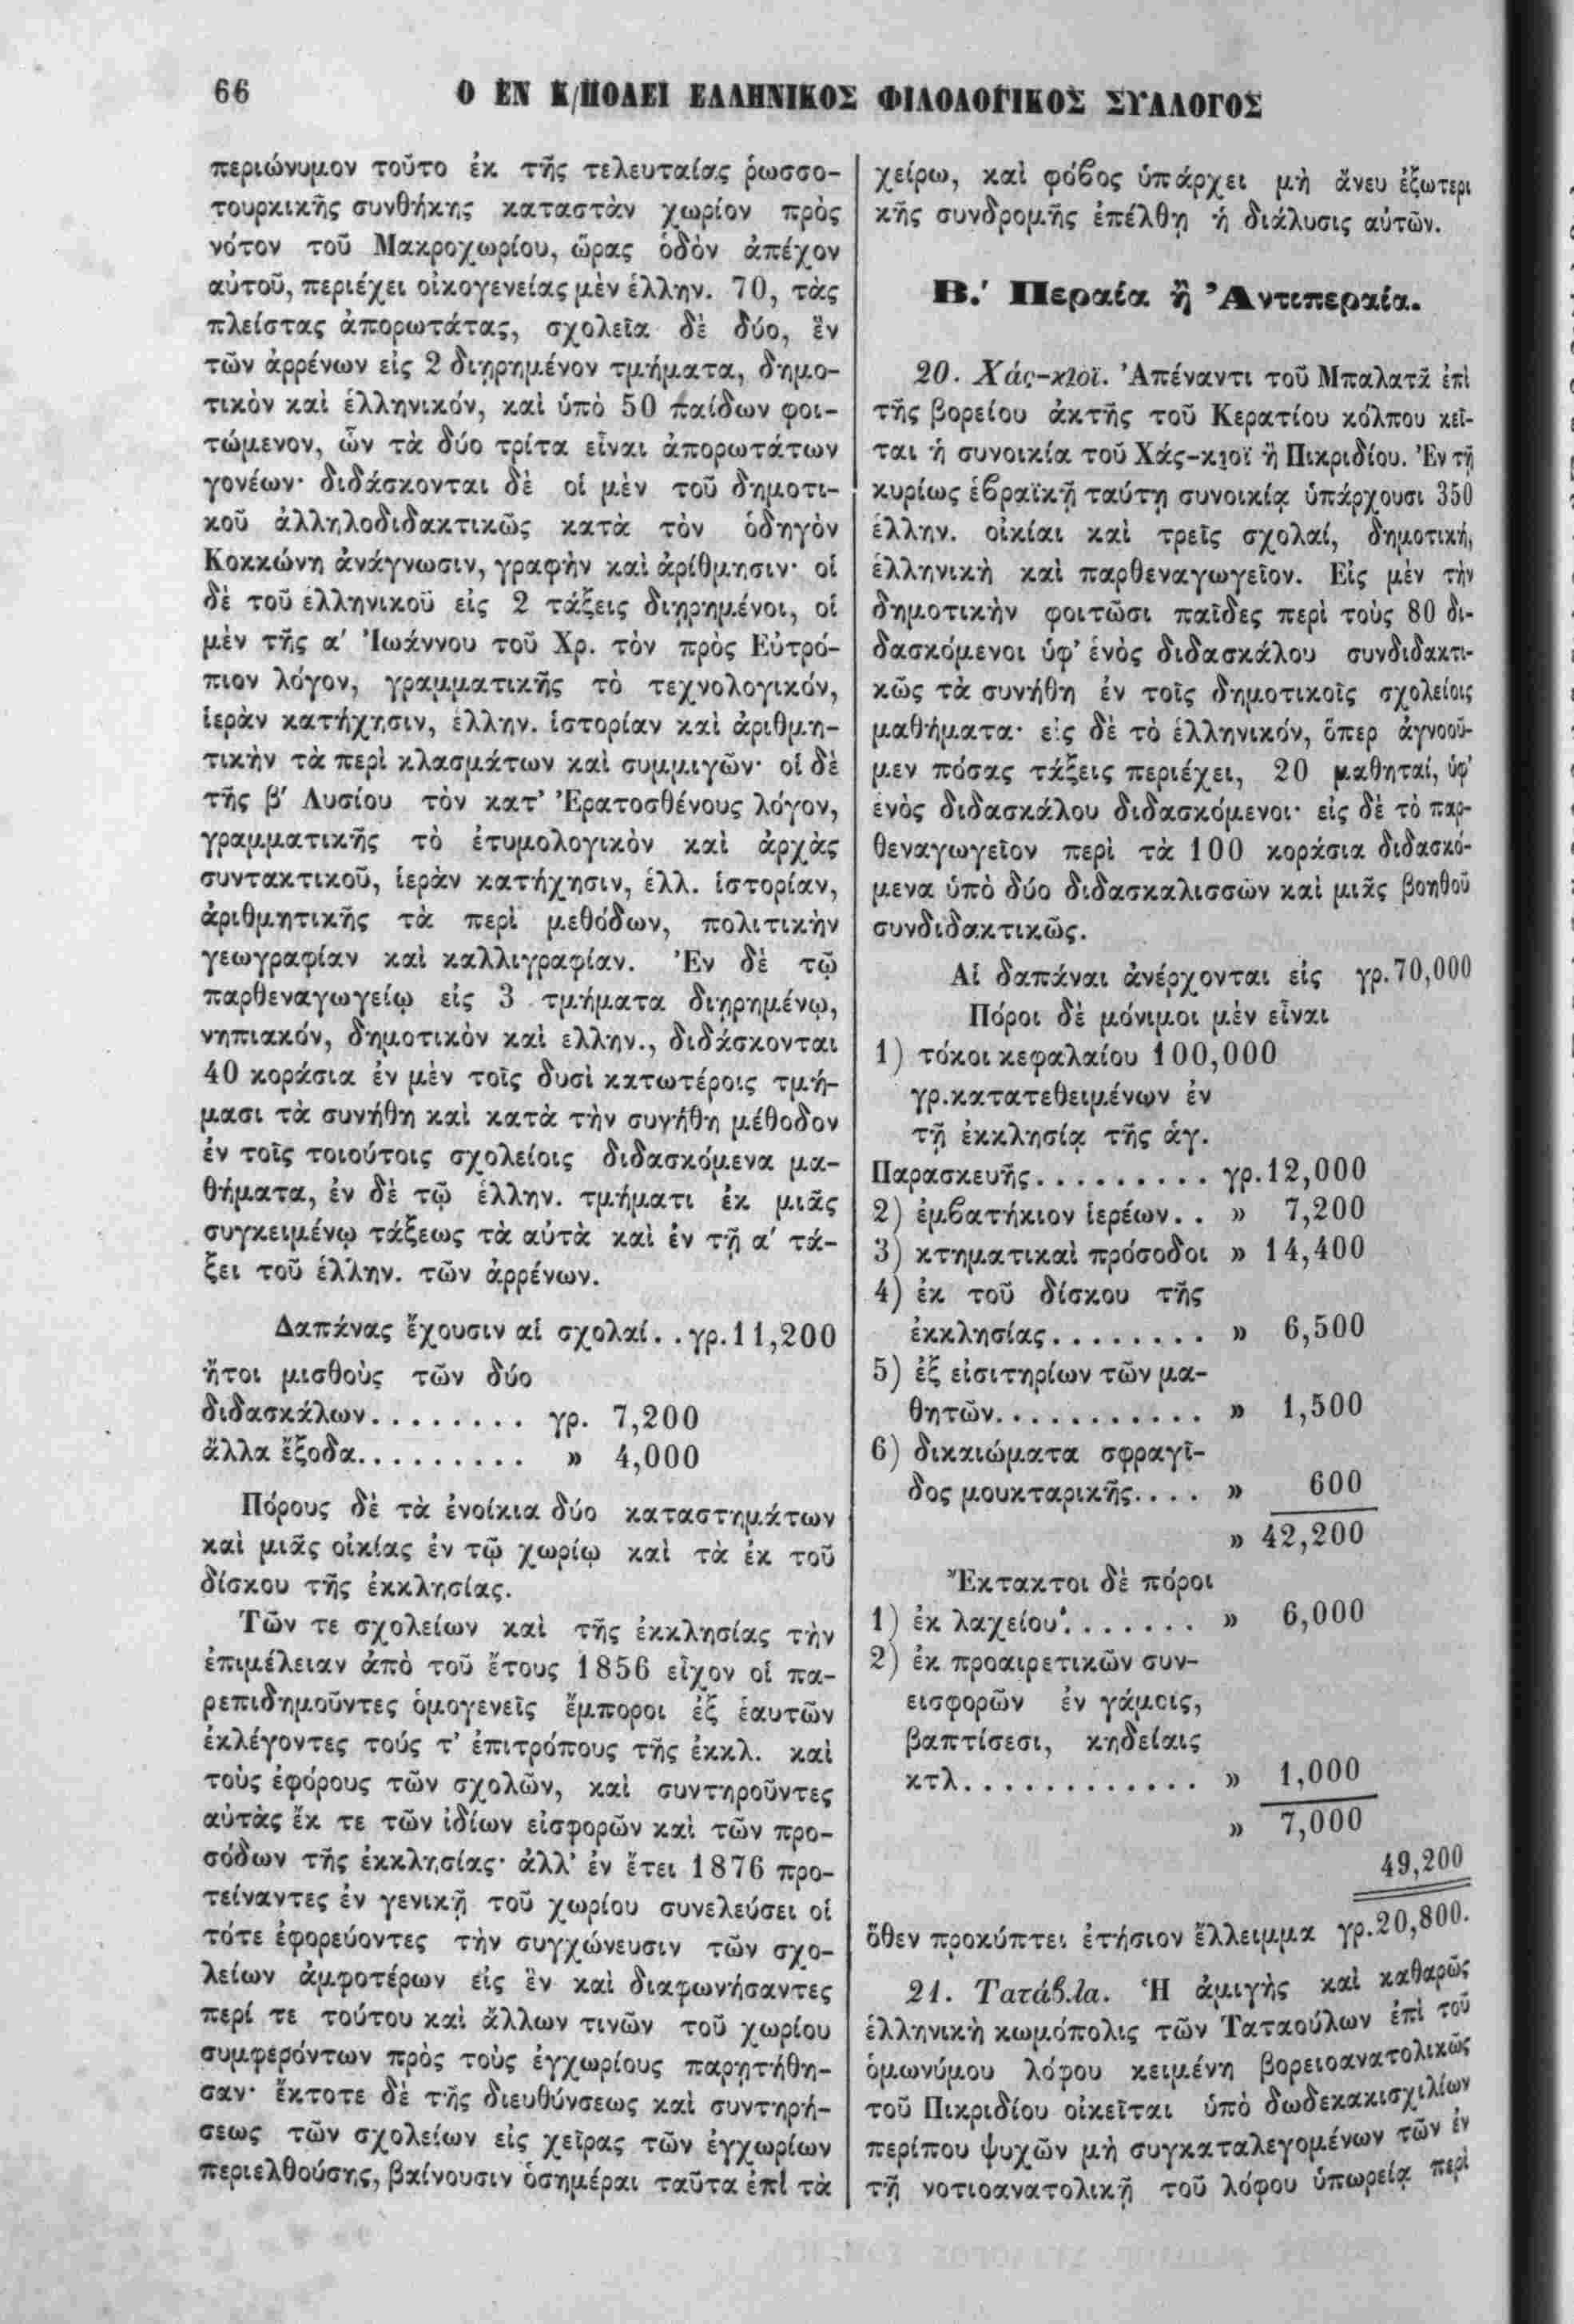 66
Ο ΕΝ Κ/ΠΟΛΕΙ ΕΛΛΗΝΙΚΟΣ ΦΙΛΟΛΟΓΙΚΟΣ ΣΥΛΛΟΓΟΣ
περιώνυμον τοῦτο ἐκ τῆς τελευταίας ῥωσσο-
τουρκικῆς συνθήκης καταστὰν χωρίον πρὸς
νότον τοῦ Μακροχωρίου, ὥρας ὁδὸν ἀπέχον
αὐτοῦ, περιέχει οἰκογενείας μὲν ἑλλην. 70, τὰς
πλείστας ἀπορωτάτας, σχολεῖα δὲ δύο, ἓν
τῶν ἀρρένων εἰς 2 διῃρημένον τμήματα, δημο-
τικὸν καὶ ἑλληνικόν, καὶ ὑπὸ 50 παίδων φοι-
τώμενον, ὧν τὰ δύο τρίτα εἶναι ἀπορωτάτων
γονέων· διδάσκονται δὲ οἱ μὲν τοῦ δημοτι-
κοῦ ἀλληλοδιδακτικῶς κατὰ τὸν ὁδηγὸν
Κοκκώνη ἀνάγνωσιν, γραφὴν καὶ ἀρίθμησιν· οἱ
δὲ τοῦ ἑλληνικοῦ εἰς 2 τάξεις διῃρημένοι, οἱ
μὲν τῆς α' Ἰωάννου τοῦ Χρ. τὸν πρὸς Εὐτρό-
πιον λόγον, γραμματικῆς τὸ τεχνολογικόν,
ἱερὰν κατήχησιν, ἑλλην. ἱστορίαν καὶ ἀριθμη-
τικὴν τὰ περὶ κλασμάτων καὶ συμμιγῶν· οἱ δὲ
τῆς β' Λυσίου τὸν κατ' Ἐρατοσθένους λόγον,
γραμματικῆς τὸ ἐτυμολογικὸν καὶ ἀρχὰς
συντακτικοῦ, ἱερὰν κατήχησιν, ἑλλ. ἱστορίαν,
ἀριθμητικῆς τὰ περὶ μεθόδων, πολιτικὴν
γεωγραφίαν καὶ καλλιγραφίαν. Ἐν δὲ τῷ
παρθεναγωγείῳ εἰς 3 τμήματα διῃρημένῳ,
νηπιακόν, δημοτικὸν καὶ ελλην., διδάσκονται
40 κοράσια ἐν μὲν τοῖς δυσὶ κατωτέροις τμή-
μασι τὰ συνήθη καὶ κατὰ τὴν συνήθη μέθοδον
ἐν τοῖς τοιούτοις σχολείοις διδασκόμενα μα-
θήματα, ἐν δὲ τῷ ἑλλην. τμήματι ἐκ μιᾶς
συγκειμένῳ τάξεως τὰ αὐτὰ καὶ ἐν τῇ α' τά-
ξει τοῦ ἑλλην. τῶν ἀρρένων.
Δαπάνας ἔχουσιν αἱ σχολαί. . γρ. 11,200
ἤτοι μισθοὺς τῶν δύο
διδασκάλων. . . . . . . . γρ. 7,200
ἄλλα ἔξοδα. . . . . . . . . » 4,000
Πόρους δὲ τὰ ἐνοίκια δύο καταστημάτων
καὶ μιᾶς οἰκίας ἐν τῷ χωρίῳ καὶ τὰ ἐκ τοῦ
δίσκου τῆς ἐκκλησίας.
Τῶν τε σχολείων καὶ τῆς ἐκκλησίας τὴν
ἐπιμέλειαν ἀπὸ τοῦ ἔτους 1856 εἶχον οἱ πα-
ρεπιδημοῦντες ὁμογενεῖς ἔμποροι ἐξ ἑαυτῶν
ἐκλέγοντες τούς τ' ἐπιτρόπους τῆς ἐκκλ. καὶ
τοὺς ἐφόρους τῶν σχολῶν, καὶ συντηροῦντες
αὐτὰς ἔκ τε τῶν ἰδίων εἰσφορῶν καὶ τῶν προ-
σόδων τῆς ἐκκλησίας· ἀλλ' ἐν ἔτει 1876 προ-
τείναντες ἐν γενικῇ τοῦ χωρίου συνελεύσει οἱ
τότε ἐφορεύοντες τὴν συγχώνευσιν τῶν σχο-
λείων ἀμφοτέρων εἰς ἓν καὶ διαφωνήσαντες
περί τε τούτου καὶ ἄλλων τινῶν τοῦ χωρίου
συμφερόντων πρὸς τοὺς ἐγχωρίους παρῃτήθη-
σαν· ἔκτοτε δὲ τῆς διευθύνσεως καὶ συντηρή-
σεως τῶν σχολείων εἰς χεῖρας τῶν ἐγχωρίων
περιελθούσης, βαίνουσιν ὁσημέραι ταῦτα ἐπὶ τὰ
χείρω, καὶ φόβος ὑπάρχει μὴ ἄνευ ἐξωτερι
κῆς συνδρομῆς ἐπέλθῃ ἡ διάλυσις αὐτῶν.
Β.' Περαία ἢ Ἀντιπεραία.
20. Χάς-κιοϊ. Ἀπέναντι τοῦ Μπαλατᾶ ἐπὶ
τῆς βορείου ἀκτῆς τοῦ Κερατίου κόλπου κεῖ-
ται ἡ συνοικία τοῦ Χάς-κιοϊ ἢ Πικριδίου. Ἐν τῇ
κυρίως ἑβραϊκῇ ταύτῃ συνοικίᾳ ὑπάρχουσι 350
ἑλλην. οἰκίαι καὶ τρεῖς σχολαί, δημοτική,
ἑλληνικὴ καὶ παρθεναγωγεῖον. Εἰς μὲν τὴν
δημοτικὴν φοιτῶσι παῖδες περὶ τοὺς 80 δι-
δασκόμενοι ὑφ' ἑνὸς διδασκάλου συνδιδακτι-
κῶς τὰ συνήθη ἐν τοῖς δημοτικοῖς σχολείοις
μαθήματα· εἰς δὲ τὸ ἑλληνικόν, ὅπερ ἀγνοοῦ-
μεν πόσας τάξεις περιέχει, 20 μαθηταί, ὑφ'
ἑνὸς διδασκάλου διδασκόμενοι· εἰς δὲ τὸ παρ-
θεναγωγεῖον περὶ τὰ 100 κοράσια διδασκό-
μενα ὑπὸ δύο διδασκαλισσῶν καὶ μιᾶς βοηθοῦ
συνδιδακτικῶς.
Αἱ δαπάναι ἀνέρχονται εἰς γρ. 70,000
Πόροι δὲ μόνιμοι μὲν εἶναι
1) τόκοι κεφαλαίου 100,000
γρ. κατατεθειμένων ἐν
τῇ ἐκκλησίᾳ τῆς ἁγ.
Παρασκευῆς. . . . . . . . . γρ. 12,000
2) ἐμβατήκιον ἱερέων. . » 7,200
3) κτηματικαὶ πρόσοδοι » 14,400
4) ἐκ τοῦ δίσκου τῆς
ἐκκλησίας. . . . . . . . » 6,500
5) ἐξ εἰσιτηρίων τῶν μα-
θητῶν. . . . . . . . . . . » 1,500
6) δικαιώματα σφραγῖ-
δος μουκταρικῆς. . . . » 600
» 42,200
Ἔκτακτοι δὲ πόροι
1) ἐκ λαχείου. . . . . . . » 6,000
2) ἐκ προαιρετικῶν συν-
εισφορῶν ἐν γάμοις,
βαπτίσεσι, κηδείαις
κτλ. . . . . . . . . . . . . » 1,000
» 7,000
49,200
ὅθεν προκύπτει ἐτήσιον ἔλλειμμα γρ. 20,800.
21. Τατάβλα. Ἡ ἀμιγὴς καὶ καθαρῶς
ἑλληνικὴ κωμόπολις τῶν Ταταούλων ἐπὶ τοῦ
ὁμωνύμου λόφου κειμένη βορειοανατολικῶς
τοῦ Πικριδίου οἰκεῖται ὑπὸ δωδεκακισχιλίων
περίπου ψυχῶν μὴ συγκαταλεγομένων τῶν ἐν
τῇ νοτιοανατολικῇ τοῦ λόφου ὑπωρείᾳ περὶ